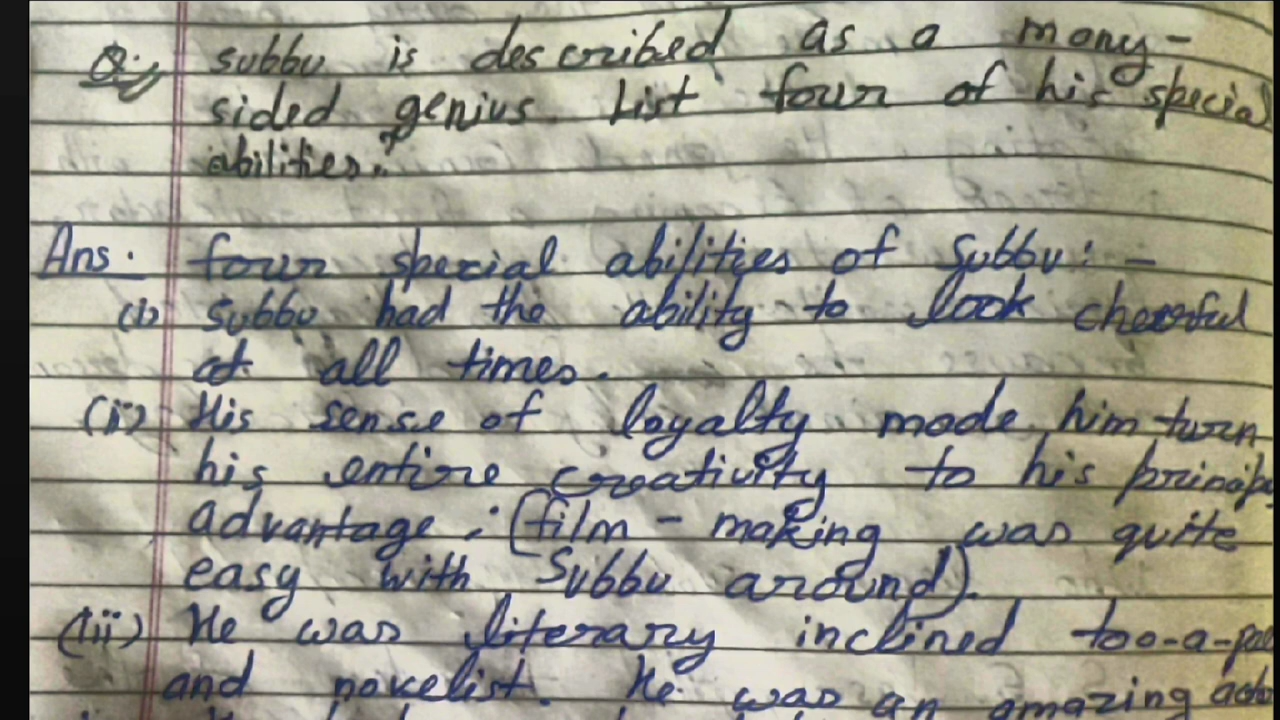 Q. Subbu is described as a many-
sided genius. List four of his special
abilities.
Ans. four special abilities of Subbu:-
(i) Subbu had the ability to look cheerful
at all times.
(ii) His sense of loyalty made him turn
his entire creativity to his
advantage; (film-making was quite
easy with Subbu around).
(iii) He was literary inclined too-a-
and novelist. He was an amazing